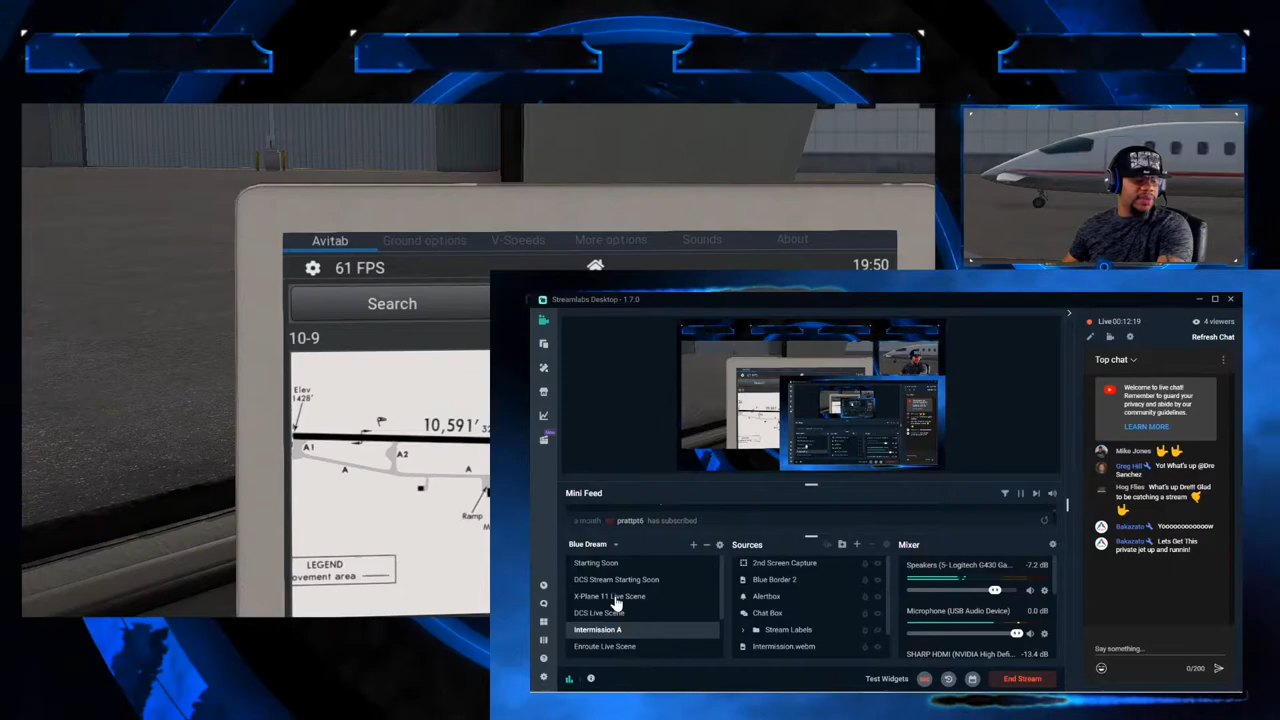 Avitab Ground options V-Speeds More options Sounds About
61 FPS 19:50
Search
10-9
Elev
1428'
10,591'
A1
A2
A
A
A
Ramp
LEGEND
ovement area
Streamlabs Desktop - 1.7.0
Live 00:12:19 4 viewers
Refresh Chat
Top chat
Welcome to live chat!
Remember to guard your
privacy and abide by our
community guidelines.
LEARN MORE
Mike Jones
Greg Hill Yo! What's up @Dre
Sanchez
Hog Flies What's up Dre!!! Glad
to be catching a stream
Bakazato Yooooooooooow
Bakazato Lets Get This
private jet up and runnin!
Say something...
0/200
New
Mini Feed
a month prattpt6 has subscribed
Blue Dream
Starting Soon
DCS Stream Starting Soon
X-Plane 11 Live Scene
DCS Live Scene
Intermission A
Enroute Live Scene
Sources
2nd Screen Capture
Blue Border 2
Alertbox
Chat Box
Stream Labels
Intermission.webm
Mixer
Speakers (5- Logitech G430 Ga... -7.2 dB
Microphone (USB Audio Device) 0.0 dB
SHARP HDMI (NVIDIA High Defi... -13.4 dB
Test Widgets REC End Stream